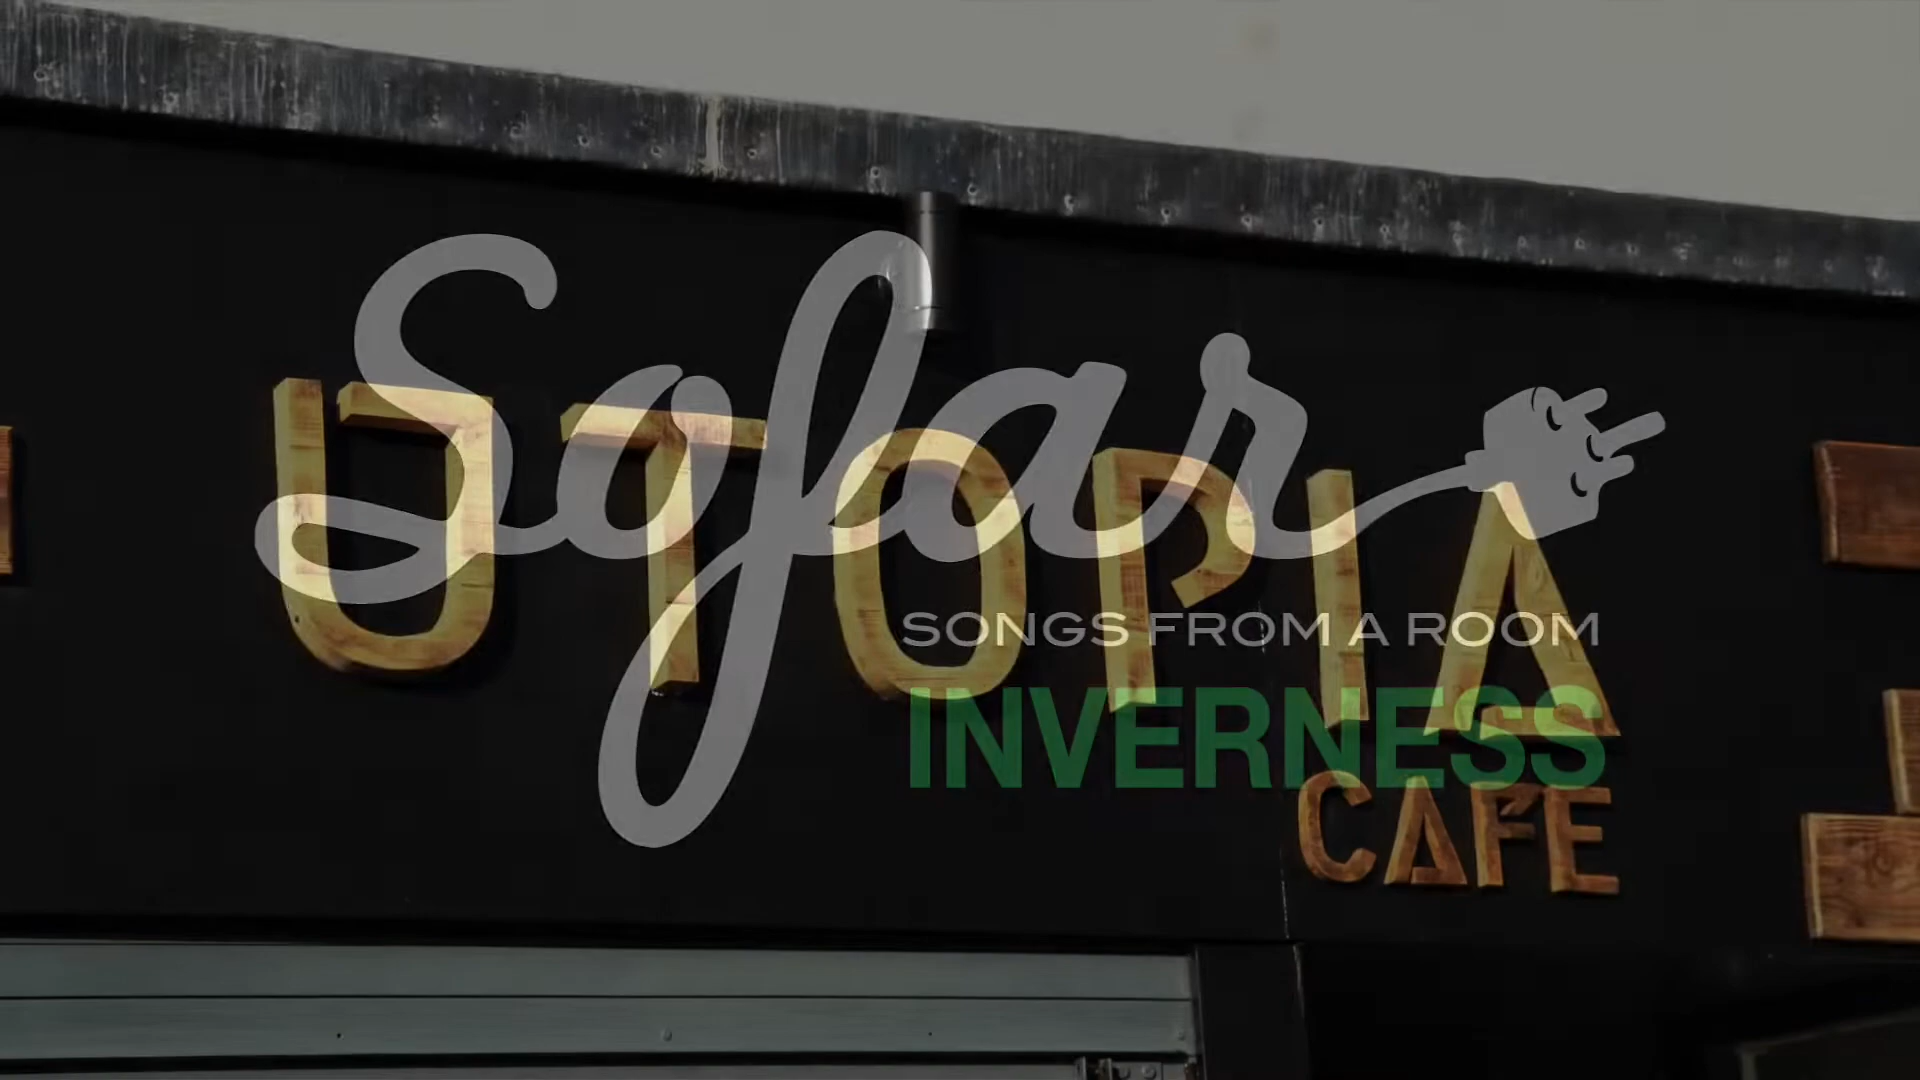 Sofar
UTOPIA
SONGS FROM A ROOM
INVERNESS
CAFE